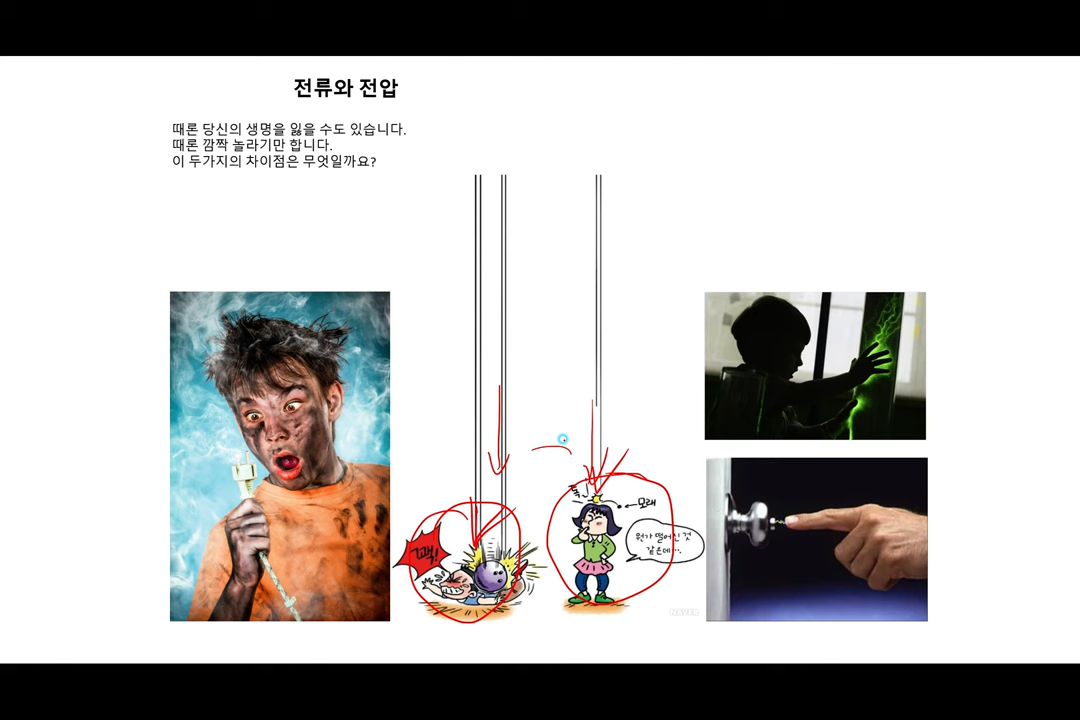 전류와 전압
때론 당신의 생명을 잃을 수도 있습니다.
때론 깜짝 놀라기만 합니다.
이 두가지의 차이점은 무엇일까요?
톡!
모래
뭔가 떨어진 것
같은데….
꽥!
NAVER